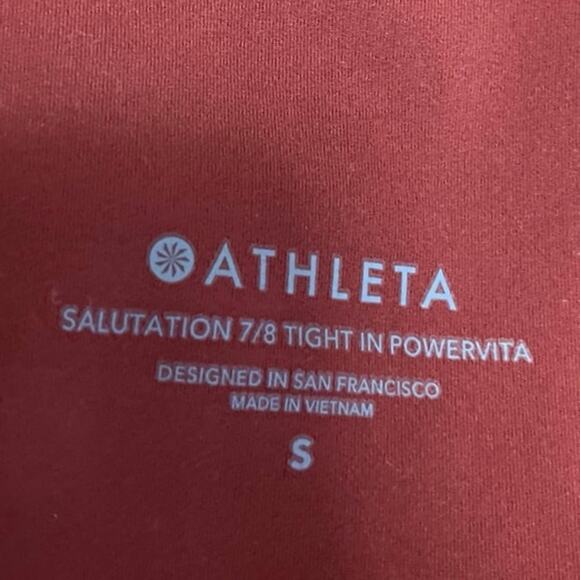 ATHLETA
SALUTATION 7/8 TIGHT IN POWERVITA
DESIGNED IN SAN FRANCISCO
MADE IN VIETNAM
S